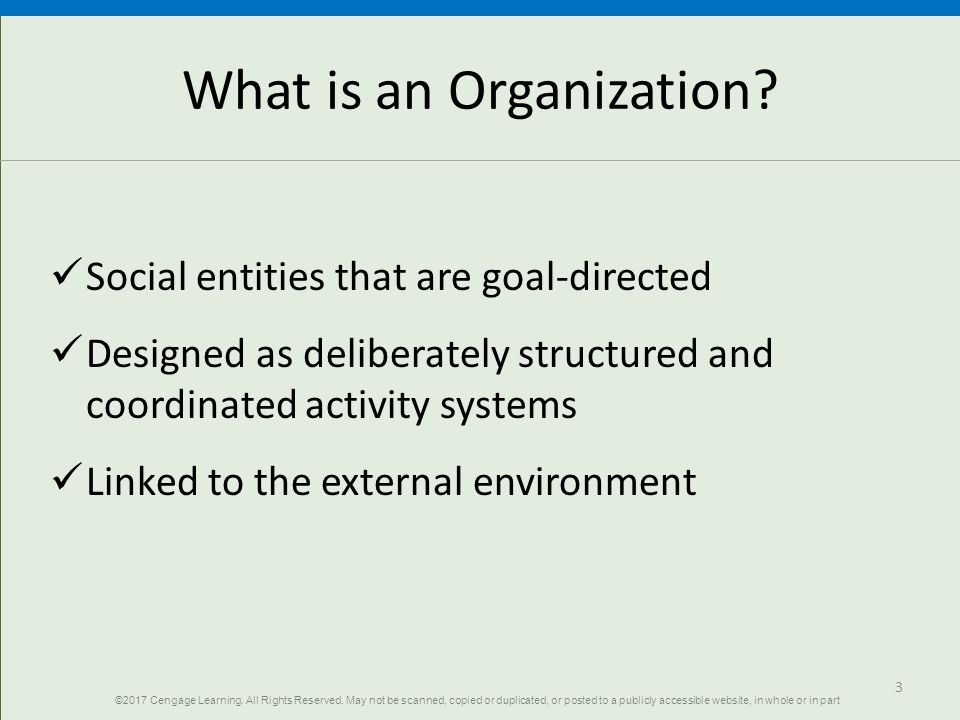 What is an Organization?
✓ Social entities that are goal-directed
✓ Designed as deliberately structured and
coordinated activity systems
✓ Linked to the external environment
3
©2017 Cengage Learning. All Rights Reserved. May not be scanned, copied or duplicated, or posted to a publicly accessible website, in whole or in part